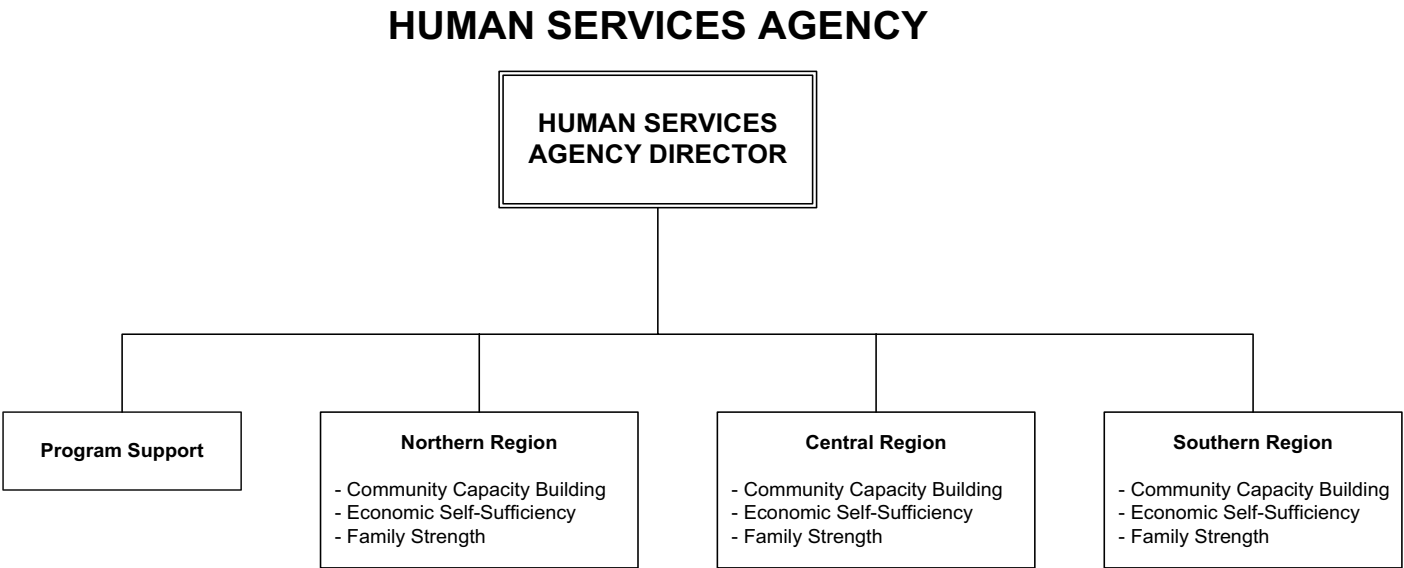 HUMAN SERVICES AGENCY
HUMAN SERVICES
AGENCY DIRECTOR
Program Support
Northern Region
- Community Capacity Building
- Economic Self-Sufficiency
- Family Strength
Central Region
- Community Capacity Building
- Economic Self-Sufficiency
- Family Strength
Southern Region
- Community Capacity Building
- Economic Self-Sufficiency
- Family Strength